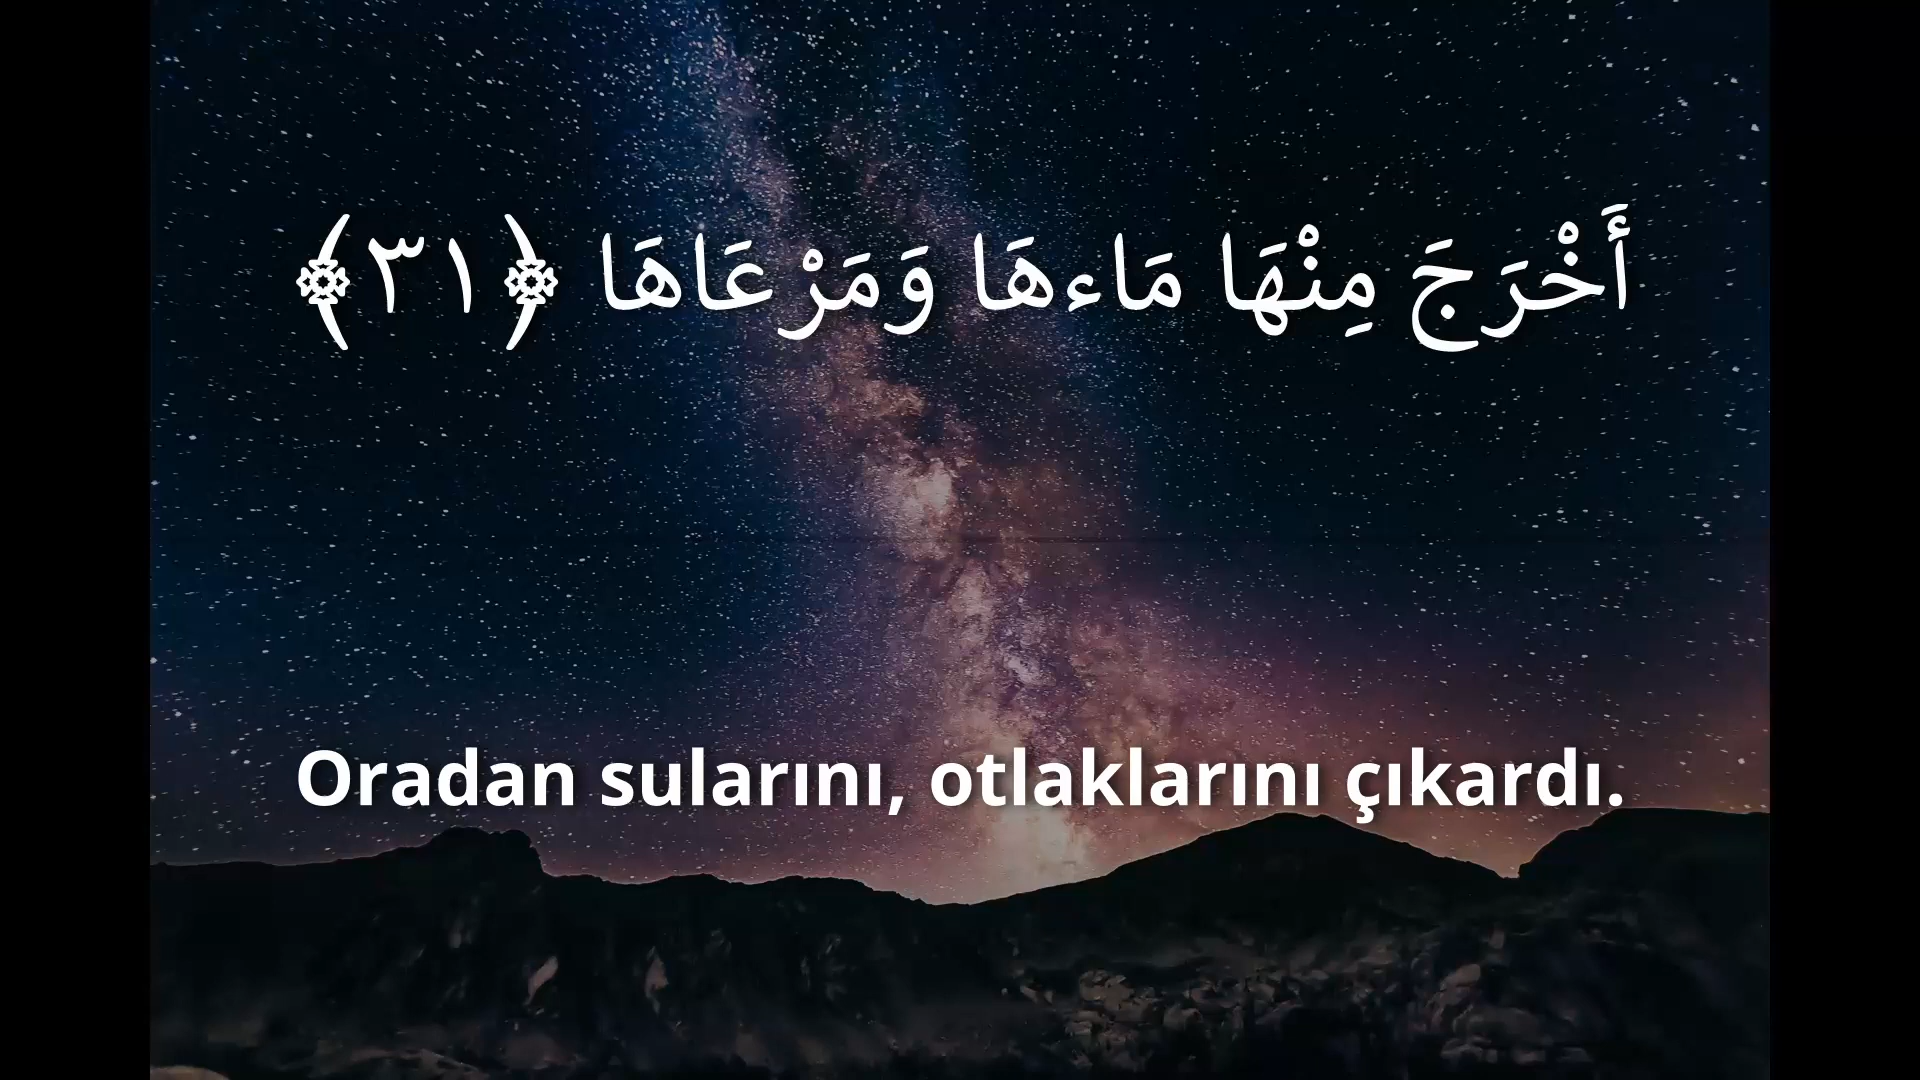 أَخْرَجَ مِنْهَا مَاءهَا وَمَرْعَاهَا ﴿٣١﴾
Oradan sularını, otlaklarını çıkardı.